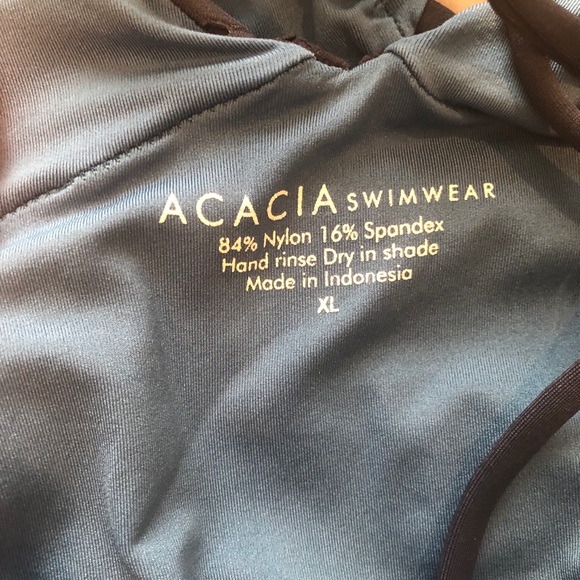 ACACIA SWIMWEAR
84% Nylon 16% Spandex
Hand rinse Dry in shade
Made in Indonesia
XL